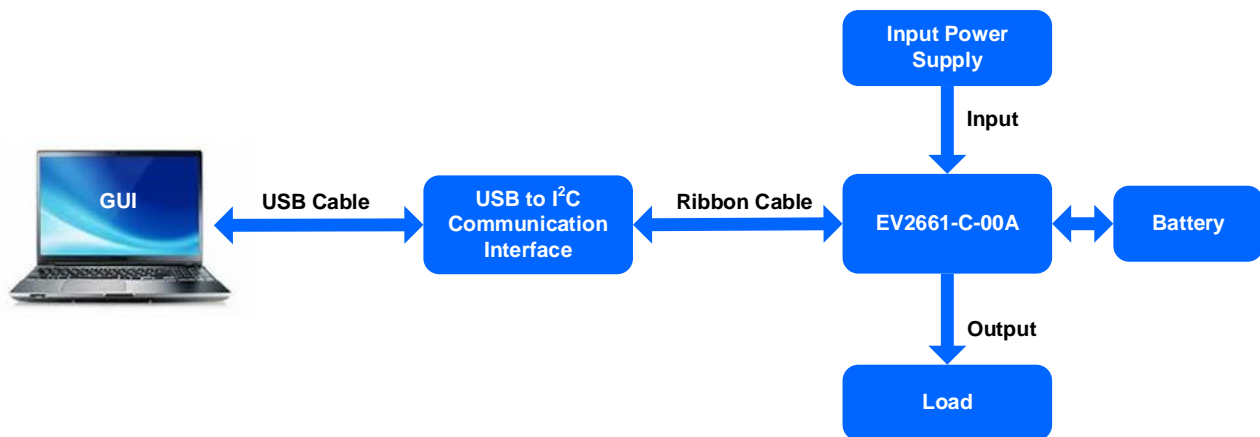 Input Power
Supply
Input
GUI
USB Cable
USB to I²C
Communication
Interface
Ribbon Cable
EV2661-C-00A
Battery
Output
Load